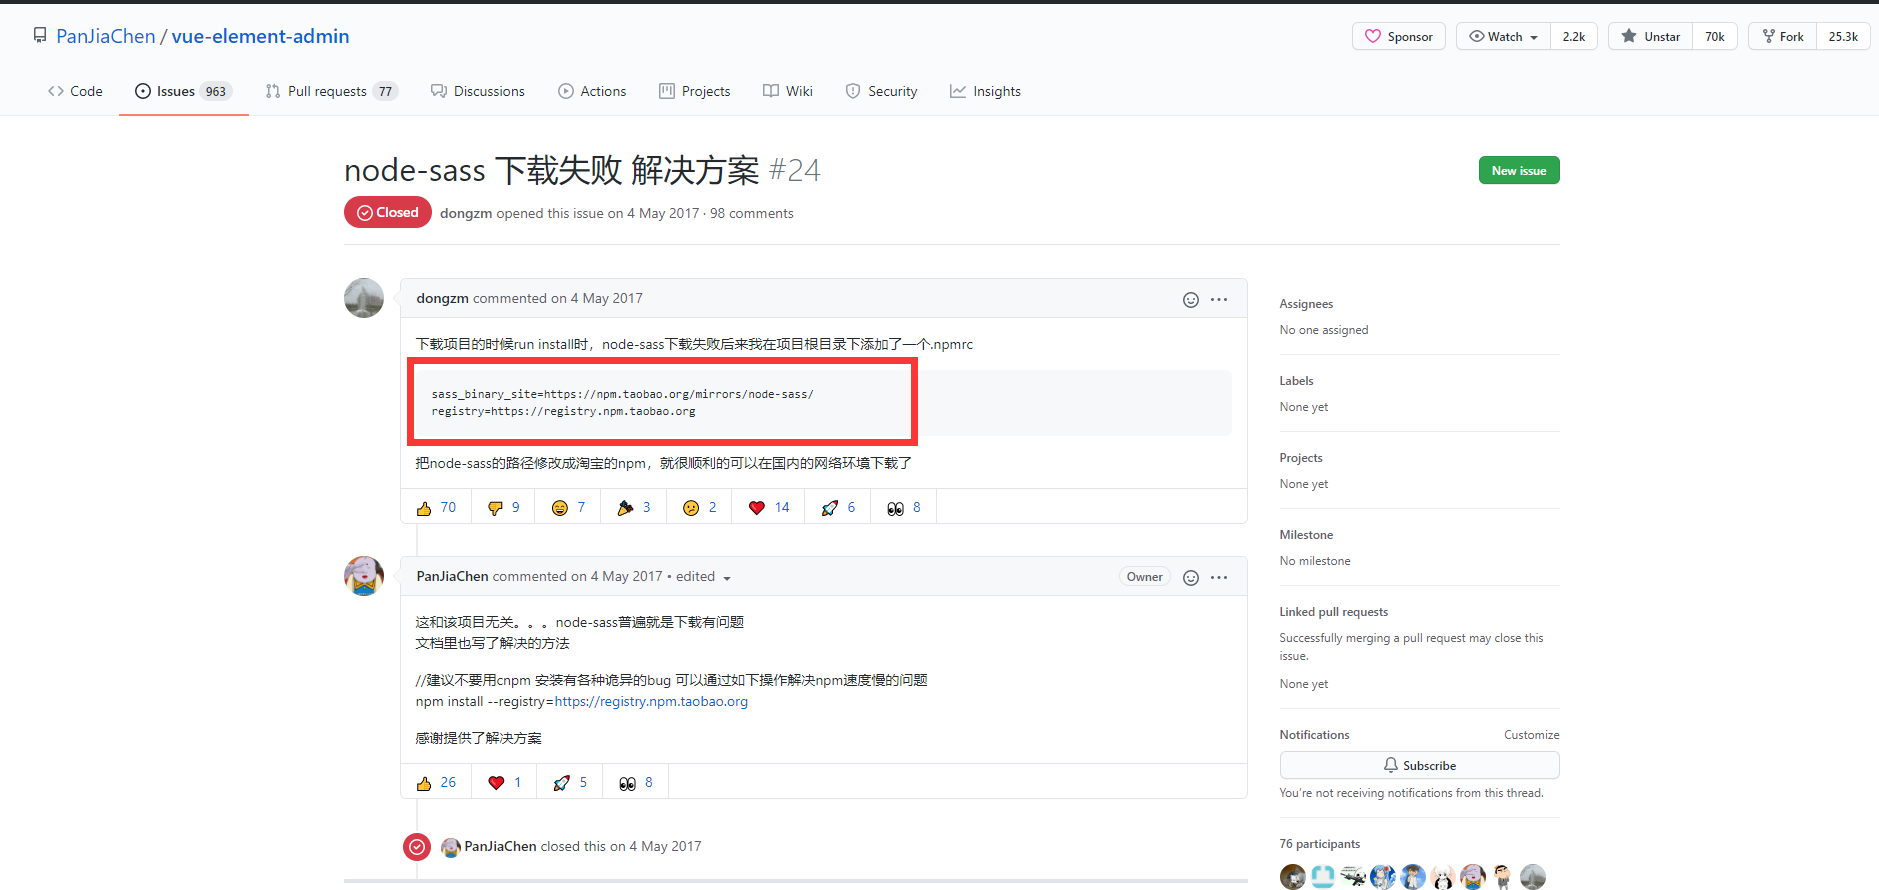 PanJiaChen / vue-element-admin
Sponsor
Watch 2.2k
Unstar 70k
Fork 25.3k
Code
Issues 963
Pull requests 77
Discussions
Actions
Projects
Wiki
Security
Insights
node-sass 下载失败 解决方案 #24
New issue
Closed dongzm opened this issue on 4 May 2017 · 98 comments
dongzm commented on 4 May 2017
下载项目的时候run install时，node-sass下载失败后来我在项目根目录下添加了一个.npmrc
sass_binary_site=https://npm.taobao.org/mirrors/node-sass/
registry=https://registry.npm.taobao.org
把node-sass的路径修改成淘宝的npm，就很顺利的可以在国内的网络环境下载了
70 9 7 3 2 14 6 8
PanJiaChen commented on 4 May 2017 • edited
Owner
这和该项目无关。。。node-sass普遍就是下载有问题
文档里也写了解决的方法
//建议不要用cnpm 安装有各种诡异的bug 可以通过如下操作解决npm速度慢的问题
npm install --registry=https://registry.npm.taobao.org
感谢提供了解决方案
26 1 5 8
PanJiaChen closed this on 4 May 2017
Assignees
No one assigned
Labels
None yet
Projects
None yet
Milestone
No milestone
Linked pull requests
Successfully merging a pull request may close this
issue.
None yet
Notifications
Customize
Subscribe
You're not receiving notifications from this thread.
76 participants